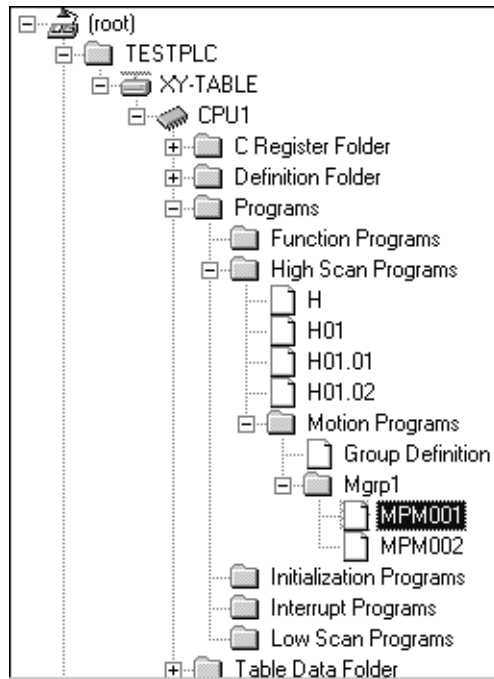 (root)
TESTPLC
XY-TABLE
CPU1
C Register Folder
Definition Folder
Programs
Function Programs
High Scan Programs
H
H01
H01.01
H01.02
Motion Programs
Group Definition
Mgrp1
MPM001
MPM002
Initialization Programs
Interrupt Programs
Low Scan Programs
Table Data Folder